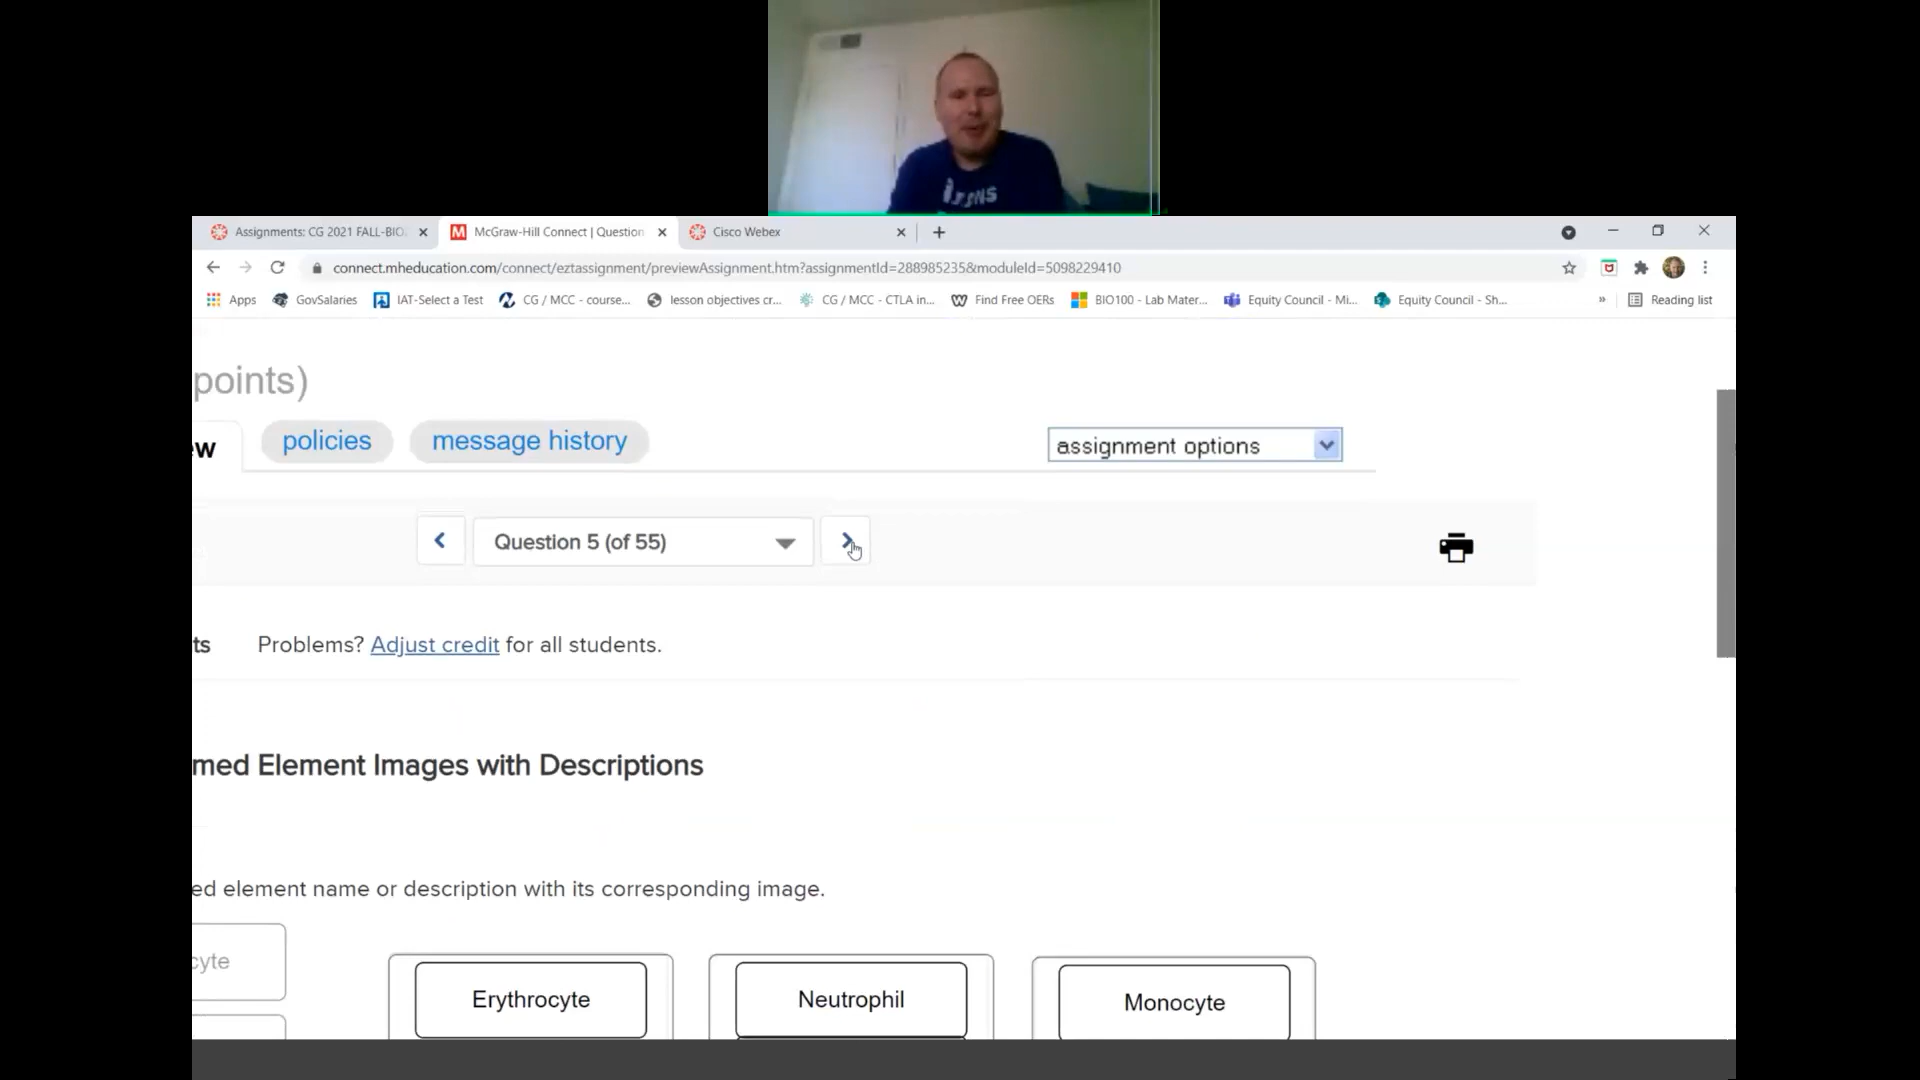 Assignments: CG 2021 FALL-BIO
McGraw-Hill Connect | Question
Cisco Webex
connect.mheducation.com/connect/eztassignment/previewAssignment.htm?assignmentId=288985235&moduleId=5098229410
Apps GovSalaries IAT-Select a Test CG / MCC - course... lesson objectives cr... CG / MCC - CTLA in... Find Free OERs BIO100 - Lab Mater... Equity Council - Mi... Equity Council - Sh... » Reading list
points)
ew policies message history assignment options
Question 5 (of 55)
ts Problems? Adjust credit for all students.
med Element Images with Descriptions
ed element name or description with its corresponding image.
cyte
Erythrocyte Neutrophil Monocyte